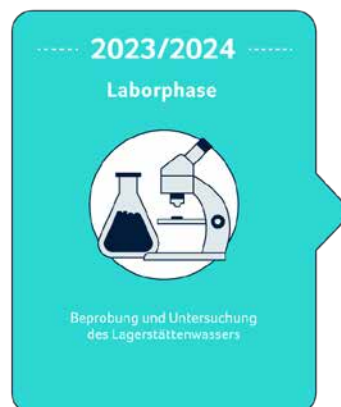 2023/2024
Laborphase
Beprobung und Untersuchung
des Lagerstättenwassers